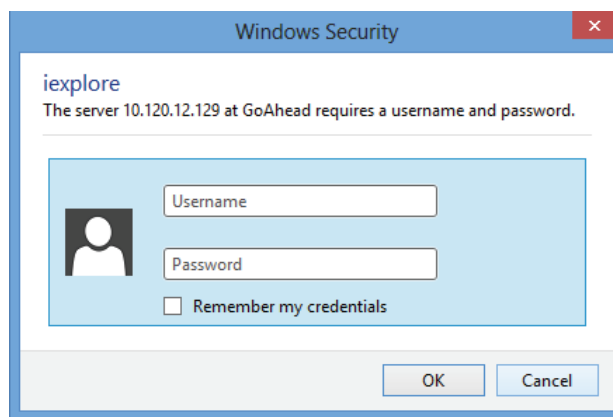 Windows Security
iexplore
The server 10.120.12.129 at GoAhead requires a username and password.
Username
Password
Remember my credentials
OK
Cancel